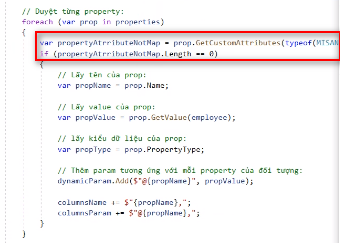 // Duyệt từng property:
foreach (var prop in properties)
{
var propertyAtrributeNotMap = prop.GetCustomAttributes(typeof(MISAN
if (propertyAtrributeNotMap.Length == 0)
{
// Lấy tên của prop:
var propName = prop.Name;
// Lấy value của prop:
var propValue = prop.GetValue(employee);
// lấy kiểu dữ liệu của prop:
var propType = prop.PropertyType;
// Thêm param tương ứng với mỗi property của đối tượng:
dynamicParam.Add($"@{propName}", propValue);
columnsName += $"{propName},";
columnsParam += $"@{propName},";
}
}